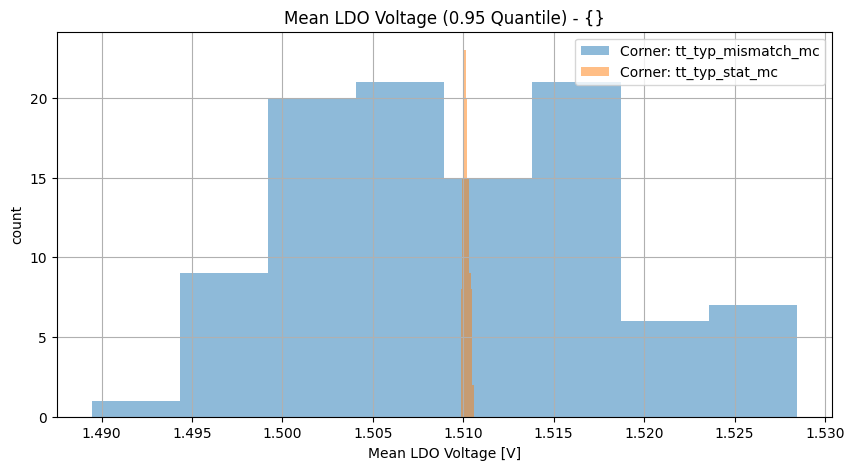 Mean LDO Voltage (0.95 Quantile) - {}
Corner: tt_typ_mismatch_mc
Corner: tt_typ_stat_mc
20
15
10
5
0
count
1.490 1.495 1.500 1.505 1.510 1.515 1.520 1.525 1.530
Mean LDO Voltage [V]